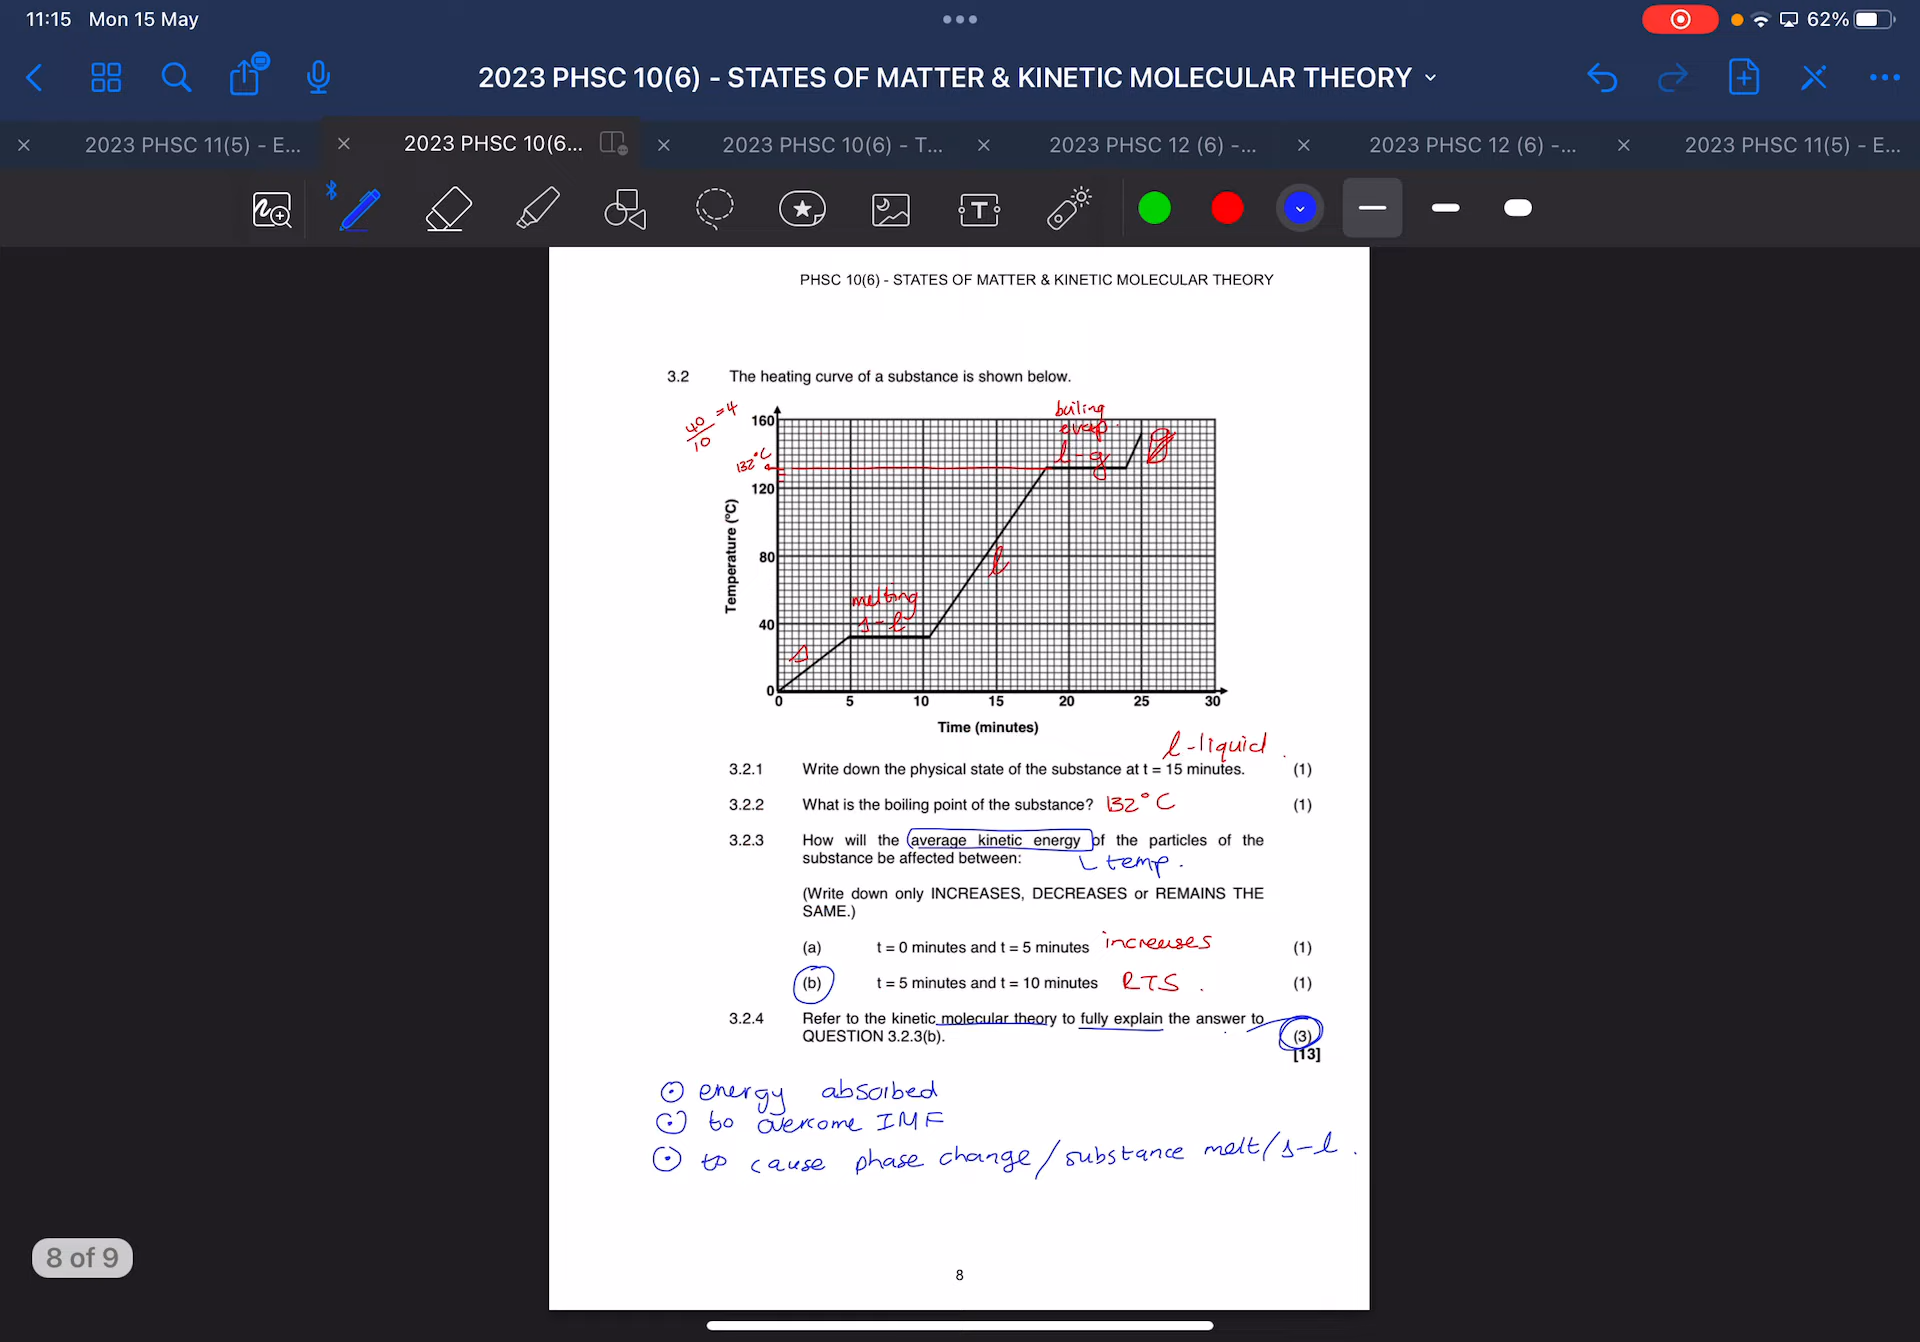 11:15 Mon 15 May
62%
2023 PHSC 10(6) - STATES OF MATTER & KINETIC MOLECULAR THEORY
2023 PHSC 11(5) - E...
2023 PHSC 10(6...
2023 PHSC 10(6) - T...
2023 PHSC 12 (6) -...
2023 PHSC 12 (6) -...
2023 PHSC 11(5) - E...
PHSC 10(6) - STATES OF MATTER & KINETIC MOLECULAR THEORY
3.2 The heating curve of a substance is shown below.
40/10 = 4
boiling
evap.
l - g
160
132°C
120
80
l
melting
s - l
40
s
0
0 5 10 15 20 25 30
Temperature (°C)
Time (minutes)
l - liquid
3.2.1 Write down the physical state of the substance at t = 15 minutes. (1)
3.2.2 What is the boiling point of the substance? 132°C (1)
3.2.3 How will the average kinetic energy of the particles of the
substance be affected between: temp.
(Write down only INCREASES, DECREASES or REMAINS THE
SAME.)
(a) t = 0 minutes and t = 5 minutes increases (1)
(b) t = 5 minutes and t = 10 minutes RTS. (1)
3.2.4 Refer to the kinetic molecular theory to fully explain the answer to
QUESTION 3.2.3(b). (3)
[13]
energy absorbed
to overcome IMF
to cause phase change/substance melt/s-l.
8 of 9
8